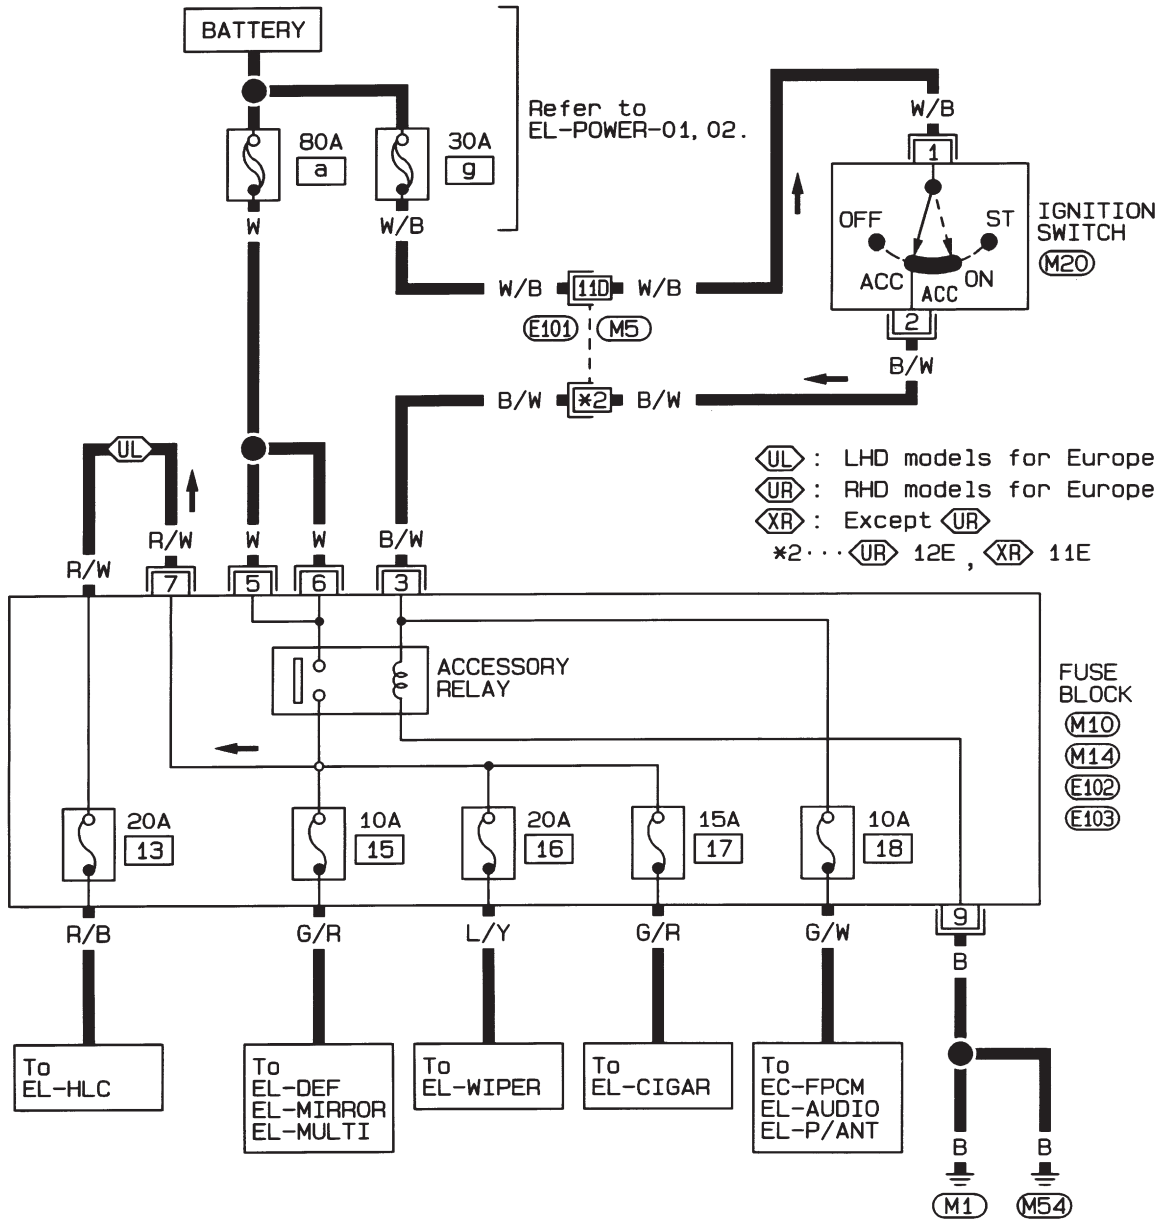 BATTERY
80A
a
30A
g
Refer to
EL-POWER-01, 02.
W
W/B
W/B
11D
W/B
E101
M5
W/B
1
OFF
ST
ACC
ON
ACC
2
IGNITION
SWITCH
M20
B/W
B/W
*2
B/W
UL : LHD models for Europe
UR : RHD models for Europe
XR : Except UR
*2··· UR 12E , XR 11E
UL
R/W
R/W
W
W
B/W
7
5
6
3
ACCESSORY
RELAY
FUSE
BLOCK
M10
M14
E102
E103
20A
13
10A
15
20A
16
15A
17
10A
18
9
R/B
G/R
L/Y
G/R
G/W
B
To
EL-HLC
To
EL-DEF
EL-MIRROR
EL-MULTI
To
EL-WIPER
To
EL-CIGAR
To
EC-FPCM
EL-AUDIO
EL-P/ANT
B
B
M1
M54